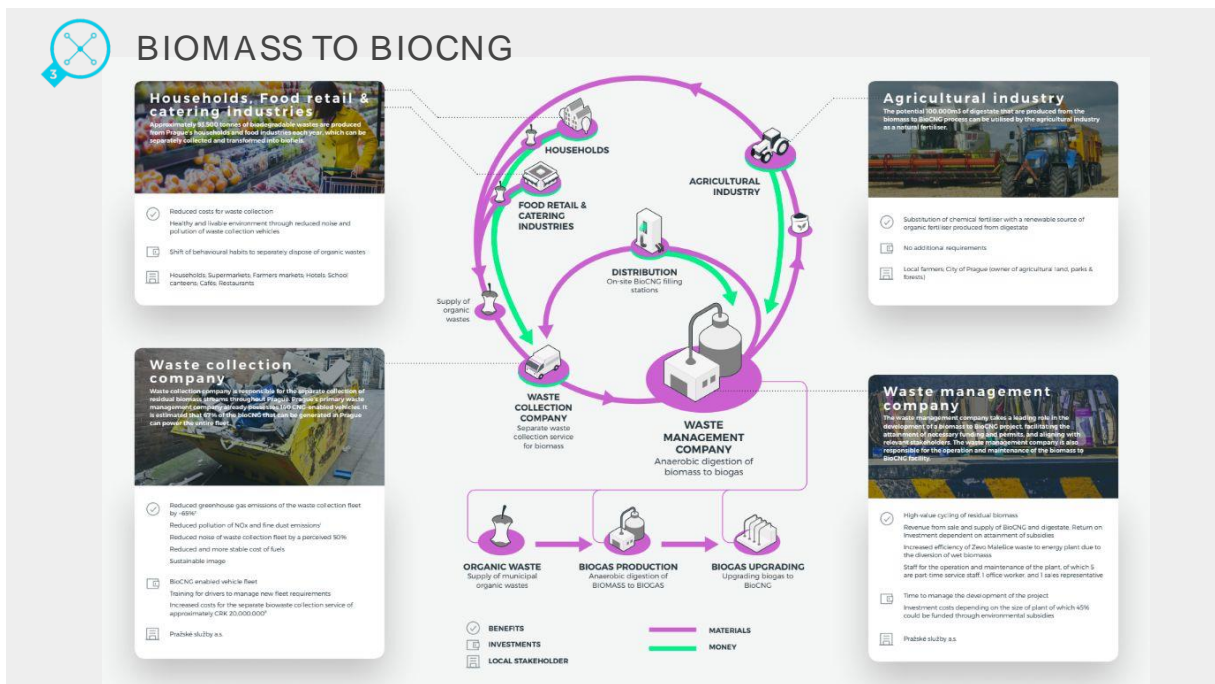 BIOMASS TO BIOCNG
3
Households, Food retail &
catering industries
Approximately 93,500 tonnes of biodegradable wastes are produced
from Prague's households and food industries each year, which can be
separately collected and transformed into biofuels.
Reduced costs for waste collection
Healthy and livable environment through reduced noise and
pollution of waste collection vehicles
Shift of behavioural habits to separately dispose of organic wastes
Households; Supermarkets; Farmers markets; Hotels; School
canteens; Cafés; Restaurants
Waste collection
company
Waste collection company is responsible for the separate collection of
residual biomass streams throughout Prague. Prague's primary waste
management company already possesses 160 CNG-enabled vehicles. It
is estimated that 67% of the bioCNG that can be generated in Prague
can power the entire fleet.
Reduced greenhouse gas emissions of the waste collection fleet
by ~65%¹
Reduced pollution of NOx and fine dust emissions¹
Reduced noise of waste collection fleet by a perceived 50%
Reduced and more stable cost of fuels
Sustainable image
BioCNG enabled vehicle fleet
Training for drivers to manage new fleet requirements
Increased costs for the separate biowaste collection service of
approximately CRK 20,000,000²
Pražské služby a.s.
HOUSEHOLDS
FOOD RETAIL &
CATERING
INDUSTRIES
AGRICULTURAL
INDUSTRY
DISTRIBUTION
On-site BioCNG filling
stations
Supply of
organic
wastes
WASTE
COLLECTION
COMPANY
Separate waste
collection service
for biomass
WASTE
MANAGEMENT
COMPANY
Anaerobic digestion of
biomass to biogas
ORGANIC WASTE
Supply of municipal
organic wastes
BIOGAS PRODUCTION
Anaerobic digestion of
BIOMASS to BIOGAS
BIOGAS UPGRADING
Upgrading biogas to
BioCNG
BENEFITS
INVESTMENTS
LOCAL STAKEHOLDER
MATERIALS
MONEY
Agricultural industry
The potential 100,000m3 of digestate that are produced from the
biomass to BioCNG process can be utilised by the agricultural industry
as a natural fertiliser.
Substitution of chemical fertiliser with a renewable source of
organic fertiliser produced from digestate
No additional requirements
Local farmers; City of Prague (owner of agricultural land, parks &
forests)
Waste management
company
The waste management company takes a leading role in the
development of a biomass to BioCNG project, facilitating the
attainment of necessary funding and permits, and aligning with
relevant stakeholders. The waste management company is also
responsible for the operation and maintenance of the biomass to
BioCNG facility.
High-value cycling of residual biomass
Revenue from sale and supply of BioCNG and digestate. Return on
Investment dependent on attainment of subsidies
Increased efficiency of Zevo Malešice waste to energy plant due to
the diversion of wet biomass
Staff for the operation and maintenance of the plant, of which 5
are part-time service staff, 1 office worker, and 1 sales representative
Time to manage the development of the project
Investment costs depending on the size of plant of which 45%
could be funded through environmental subsidies
Pražské služby a.s.